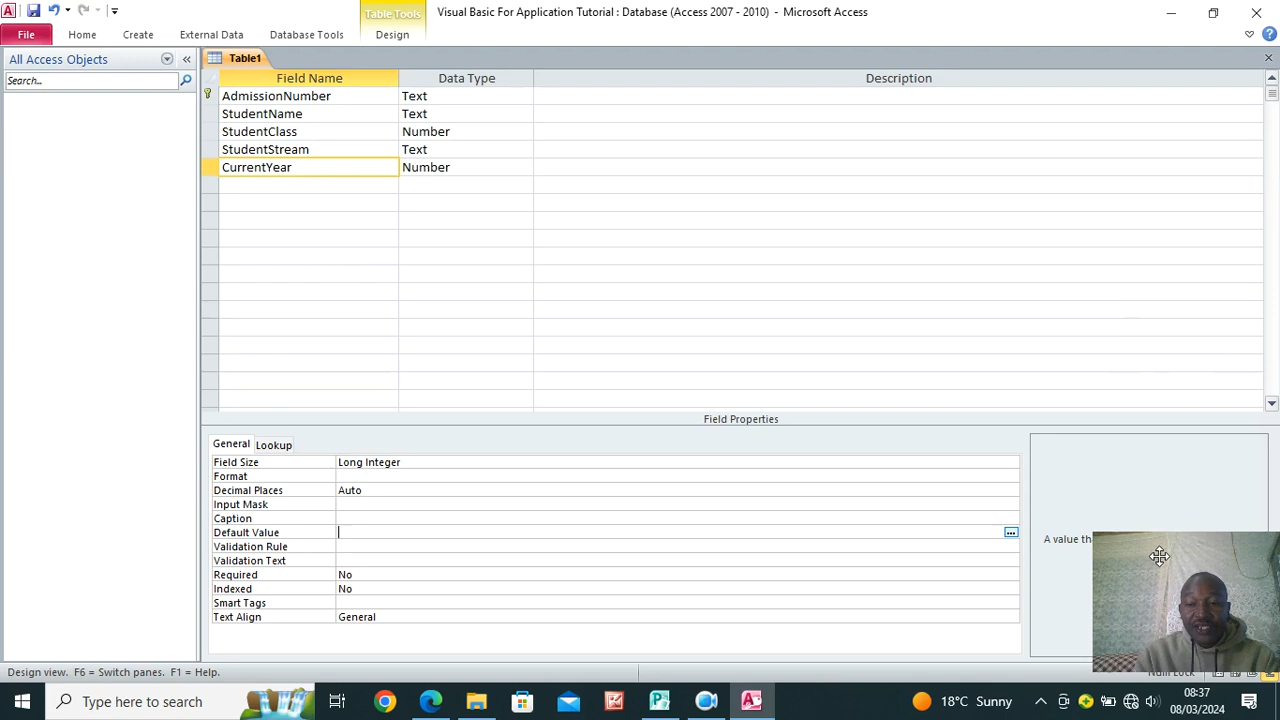 Table Tools
Visual Basic For Application Tutorial : Database (Access 2007 - 2010) - Microsoft Access
File Home Create External Data Database Tools Design
All Access Objects
Table1
Search...
Field Name Data Type Description
AdmissionNumber Text
StudentName Text
StudentClass Number
StudentStream Text
CurrentYear Number
Field Properties
General Lookup
Field Size Long Integer
Format
Decimal Places Auto
Input Mask
Caption
Default Value
A value
Validation Rule
Validation Text
Required No
Indexed No
Smart Tags
Text Align General
Design view. F6 = Switch panes. F1 = Help.
Num Lock
Type here to search
18°C Sunny
08:37
08/03/2024